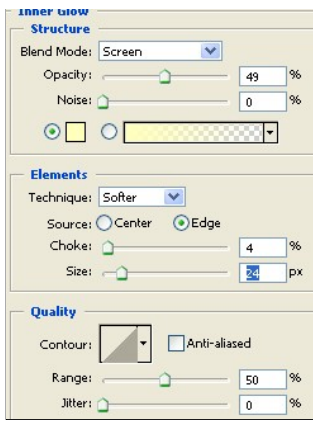 Inner Glow
Structure
Blend Mode: Screen
Opacity: 49 %
Noise: 0 %
Elements
Technique: Softer
Source: Center Edge
Choke: 4 %
Size: 24 px
Quality
Contour: Anti-aliased
Range: 50 %
Jitter: 0 %